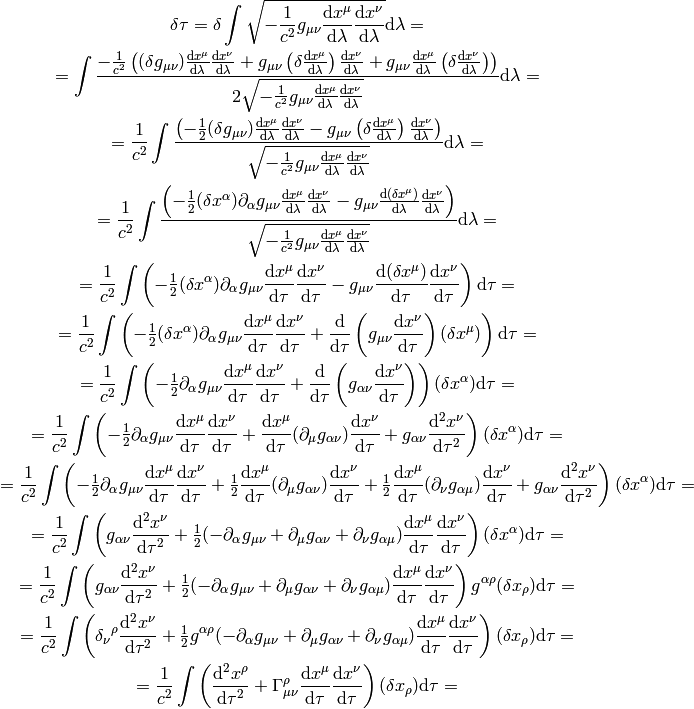 \delta\tau = \delta \int \sqrt{-\frac{1}{c^2} g_{\mu\nu} \frac{\mathrm{d}x^\mu}{\mathrm{d}\lambda} \frac{\mathrm{d}x^\nu}{\mathrm{d}\lambda}} \mathrm{d}\lambda =
= \int \frac{-\frac{1}{c^2} \left( (\delta g_{\mu\nu}) \frac{\mathrm{d}x^\mu}{\mathrm{d}\lambda} \frac{\mathrm{d}x^\nu}{\mathrm{d}\lambda} + g_{\mu\nu} \left( \delta \frac{\mathrm{d}x^\mu}{\mathrm{d}\lambda} \right) \frac{\mathrm{d}x^\nu}{\mathrm{d}\lambda} + g_{\mu\nu} \frac{\mathrm{d}x^\mu}{\mathrm{d}\lambda} \left( \delta \frac{\mathrm{d}x^\nu}{\mathrm{d}\lambda} \right) \right)}{2 \sqrt{-\frac{1}{c^2} g_{\mu\nu} \frac{\mathrm{d}x^\mu}{\mathrm{d}\lambda} \frac{\mathrm{d}x^\nu}{\mathrm{d}\lambda}}} \mathrm{d}\lambda =
= \frac{1}{c^2} \int \frac{\left( -\frac{1}{2} (\delta g_{\mu\nu}) \frac{\mathrm{d}x^\mu}{\mathrm{d}\lambda} \frac{\mathrm{d}x^\nu}{\mathrm{d}\lambda} - g_{\mu\nu} \left( \delta \frac{\mathrm{d}x^\mu}{\mathrm{d}\lambda} \right) \frac{\mathrm{d}x^\nu}{\mathrm{d}\lambda} \right)}{\sqrt{-\frac{1}{c^2} g_{\mu\nu} \frac{\mathrm{d}x^\mu}{\mathrm{d}\lambda} \frac{\mathrm{d}x^\nu}{\mathrm{d}\lambda}}} \mathrm{d}\lambda =
= \frac{1}{c^2} \int \frac{\left( -\frac{1}{2} (\delta x^\alpha) \partial_\alpha g_{\mu\nu} \frac{\mathrm{d}x^\mu}{\mathrm{d}\lambda} \frac{\mathrm{d}x^\nu}{\mathrm{d}\lambda} - g_{\mu\nu} \frac{\mathrm{d}(\delta x^\mu)}{\mathrm{d}\lambda} \frac{\mathrm{d}x^\nu}{\mathrm{d}\lambda} \right)}{\sqrt{-\frac{1}{c^2} g_{\mu\nu} \frac{\mathrm{d}x^\mu}{\mathrm{d}\lambda} \frac{\mathrm{d}x^\nu}{\mathrm{d}\lambda}}} \mathrm{d}\lambda =
= \frac{1}{c^2} \int \left( -\frac{1}{2} (\delta x^\alpha) \partial_\alpha g_{\mu\nu} \frac{\mathrm{d}x^\mu}{\mathrm{d}\tau} \frac{\mathrm{d}x^\nu}{\mathrm{d}\tau} - g_{\mu\nu} \frac{\mathrm{d}(\delta x^\mu)}{\mathrm{d}\tau} \frac{\mathrm{d}x^\nu}{\mathrm{d}\tau} \right) \mathrm{d}\tau =
= \frac{1}{c^2} \int \left( -\frac{1}{2} (\delta x^\alpha) \partial_\alpha g_{\mu\nu} \frac{\mathrm{d}x^\mu}{\mathrm{d}\tau} \frac{\mathrm{d}x^\nu}{\mathrm{d}\tau} + \frac{\mathrm{d}}{\mathrm{d}\tau} \left( g_{\mu\nu} \frac{\mathrm{d}x^\nu}{\mathrm{d}\tau} \right) (\delta x^\mu) \right) \mathrm{d}\tau =
= \frac{1}{c^2} \int \left( -\frac{1}{2} \partial_\alpha g_{\mu\nu} \frac{\mathrm{d}x^\mu}{\mathrm{d}\tau} \frac{\mathrm{d}x^\nu}{\mathrm{d}\tau} + \frac{\mathrm{d}}{\mathrm{d}\tau} \left( g_{\alpha\nu} \frac{\mathrm{d}x^\nu}{\mathrm{d}\tau} \right) \right) (\delta x^\alpha) \mathrm{d}\tau =
= \frac{1}{c^2} \int \left( -\frac{1}{2} \partial_\alpha g_{\mu\nu} \frac{\mathrm{d}x^\mu}{\mathrm{d}\tau} \frac{\mathrm{d}x^\nu}{\mathrm{d}\tau} + \frac{\mathrm{d}x^\mu}{\mathrm{d}\tau} (\partial_\mu g_{\alpha\nu}) \frac{\mathrm{d}x^\nu}{\mathrm{d}\tau} + g_{\alpha\nu} \frac{\mathrm{d}^2 x^\nu}{\mathrm{d}\tau^2} \right) (\delta x^\alpha) \mathrm{d}\tau =
= \frac{1}{c^2} \int \left( -\frac{1}{2} \partial_\alpha g_{\mu\nu} \frac{\mathrm{d}x^\mu}{\mathrm{d}\tau} \frac{\mathrm{d}x^\nu}{\mathrm{d}\tau} + \frac{1}{2} \frac{\mathrm{d}x^\mu}{\mathrm{d}\tau} (\partial_\mu g_{\alpha\nu}) \frac{\mathrm{d}x^\nu}{\mathrm{d}\tau} + \frac{1}{2} \frac{\mathrm{d}x^\mu}{\mathrm{d}\tau} (\partial_\nu g_{\alpha\mu}) \frac{\mathrm{d}x^\nu}{\mathrm{d}\tau} + g_{\alpha\nu} \frac{\mathrm{d}^2 x^\nu}{\mathrm{d}\tau^2} \right) (\delta x^\alpha) \mathrm{d}\tau =
= \frac{1}{c^2} \int \left( g_{\alpha\nu} \frac{\mathrm{d}^2 x^\nu}{\mathrm{d}\tau^2} + \frac{1}{2} (-\partial_\alpha g_{\mu\nu} + \partial_\mu g_{\alpha\nu} + \partial_\nu g_{\alpha\mu}) \frac{\mathrm{d}x^\mu}{\mathrm{d}\tau} \frac{\mathrm{d}x^\nu}{\mathrm{d}\tau} \right) (\delta x^\alpha) \mathrm{d}\tau =
= \frac{1}{c^2} \int \left( g_{\alpha\nu} \frac{\mathrm{d}^2 x^\nu}{\mathrm{d}\tau^2} + \frac{1}{2} (-\partial_\alpha g_{\mu\nu} + \partial_\mu g_{\alpha\nu} + \partial_\nu g_{\alpha\mu}) \frac{\mathrm{d}x^\mu}{\mathrm{d}\tau} \frac{\mathrm{d}x^\nu}{\mathrm{d}\tau} \right) g^{\alpha\rho} (\delta x_\rho) \mathrm{d}\tau =
= \frac{1}{c^2} \int \left( \delta_\nu{}^\rho \frac{\mathrm{d}^2 x^\nu}{\mathrm{d}\tau^2} + \frac{1}{2} g^{\alpha\rho} (-\partial_\alpha g_{\mu\nu} + \partial_\mu g_{\alpha\nu} + \partial_\nu g_{\alpha\mu}) \frac{\mathrm{d}x^\mu}{\mathrm{d}\tau} \frac{\mathrm{d}x^\nu}{\mathrm{d}\tau} \right) (\delta x_\rho) \mathrm{d}\tau =
= \frac{1}{c^2} \int \left( \frac{\mathrm{d}^2 x^\rho}{\mathrm{d}\tau^2} + \Gamma^\rho_{\mu\nu} \frac{\mathrm{d}x^\mu}{\mathrm{d}\tau} \frac{\mathrm{d}x^\nu}{\mathrm{d}\tau} \right) (\delta x_\rho) \mathrm{d}\tau =